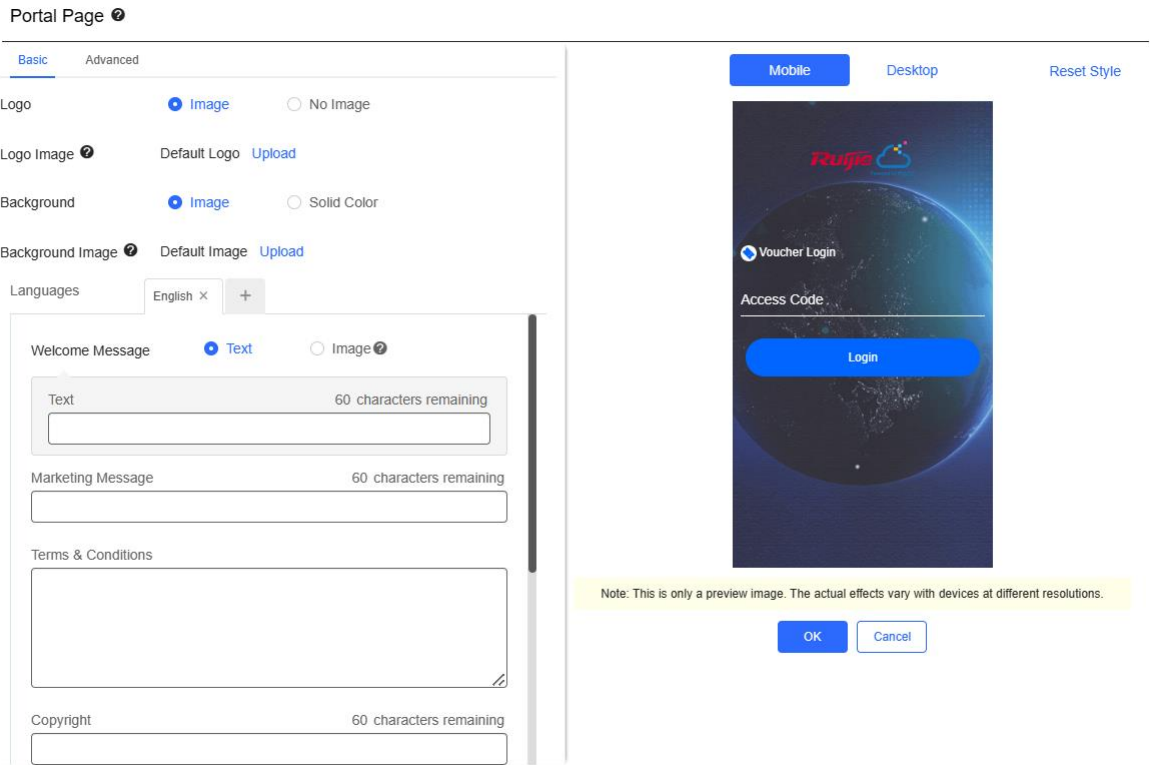 Portal Page
Basic Advanced
Logo Image No Image
Logo Image Default Logo Upload
Background Image Solid Color
Background Image Default Image Upload
Languages English × +
Welcome Message Text Image
Text 60 characters remaining
Marketing Message 60 characters remaining
Terms & Conditions
Copyright 60 characters remaining
Mobile Desktop Reset Style
Ruijie
Voucher Login
Access Code
Login
Note: This is only a preview image. The actual effects vary with devices at different resolutions.
OK Cancel